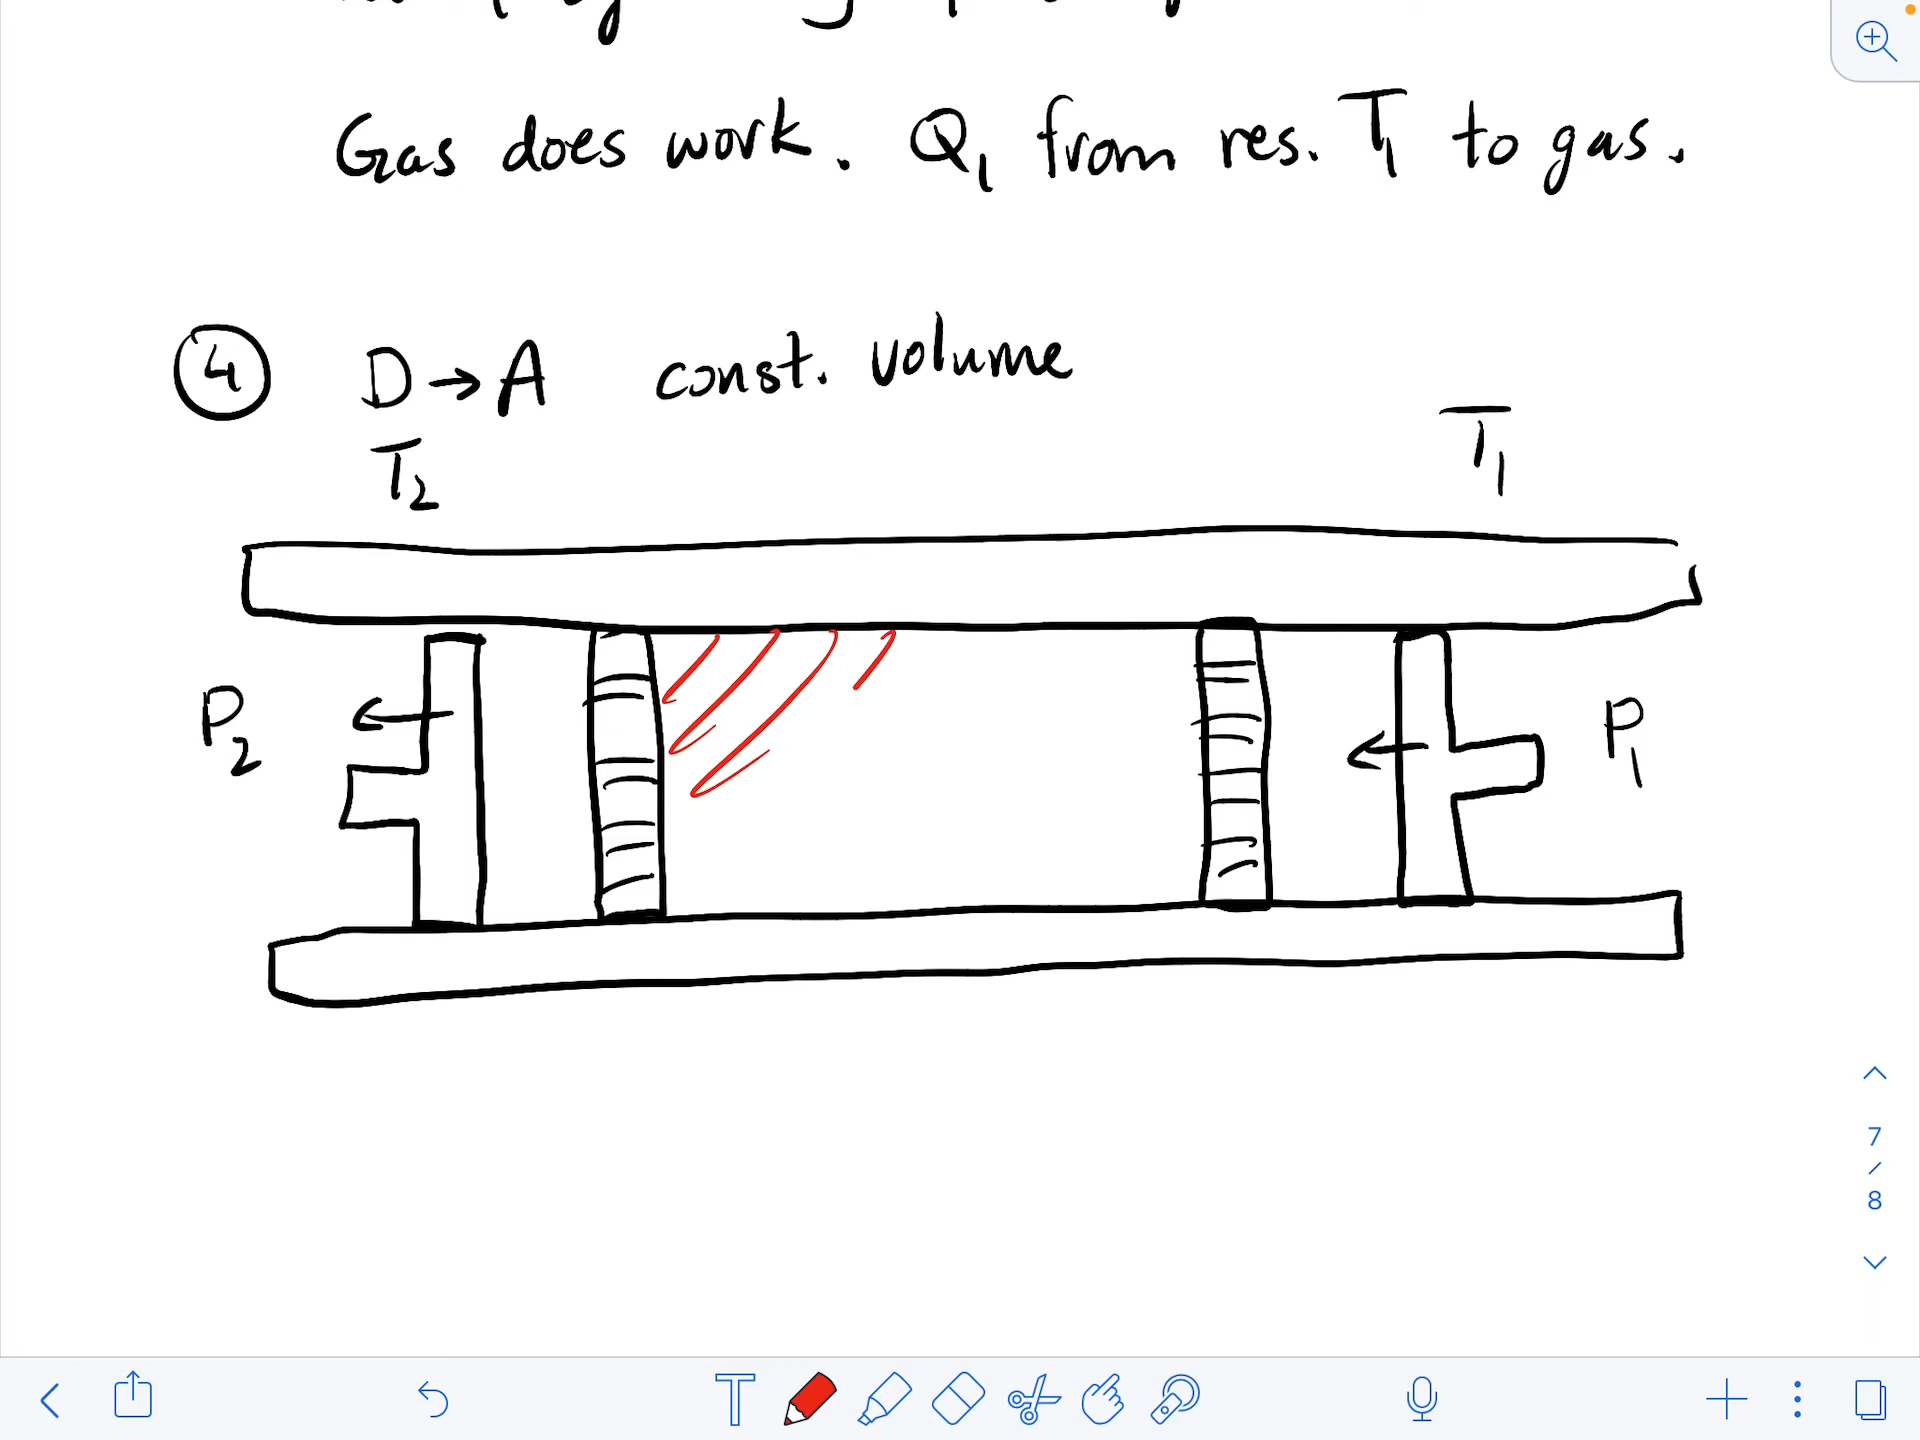 Gas does work. Q₁ from res. T₁ to gas.
④ D → A const. volume
T₂ T₁
P₂ P₁
7
/
8
T